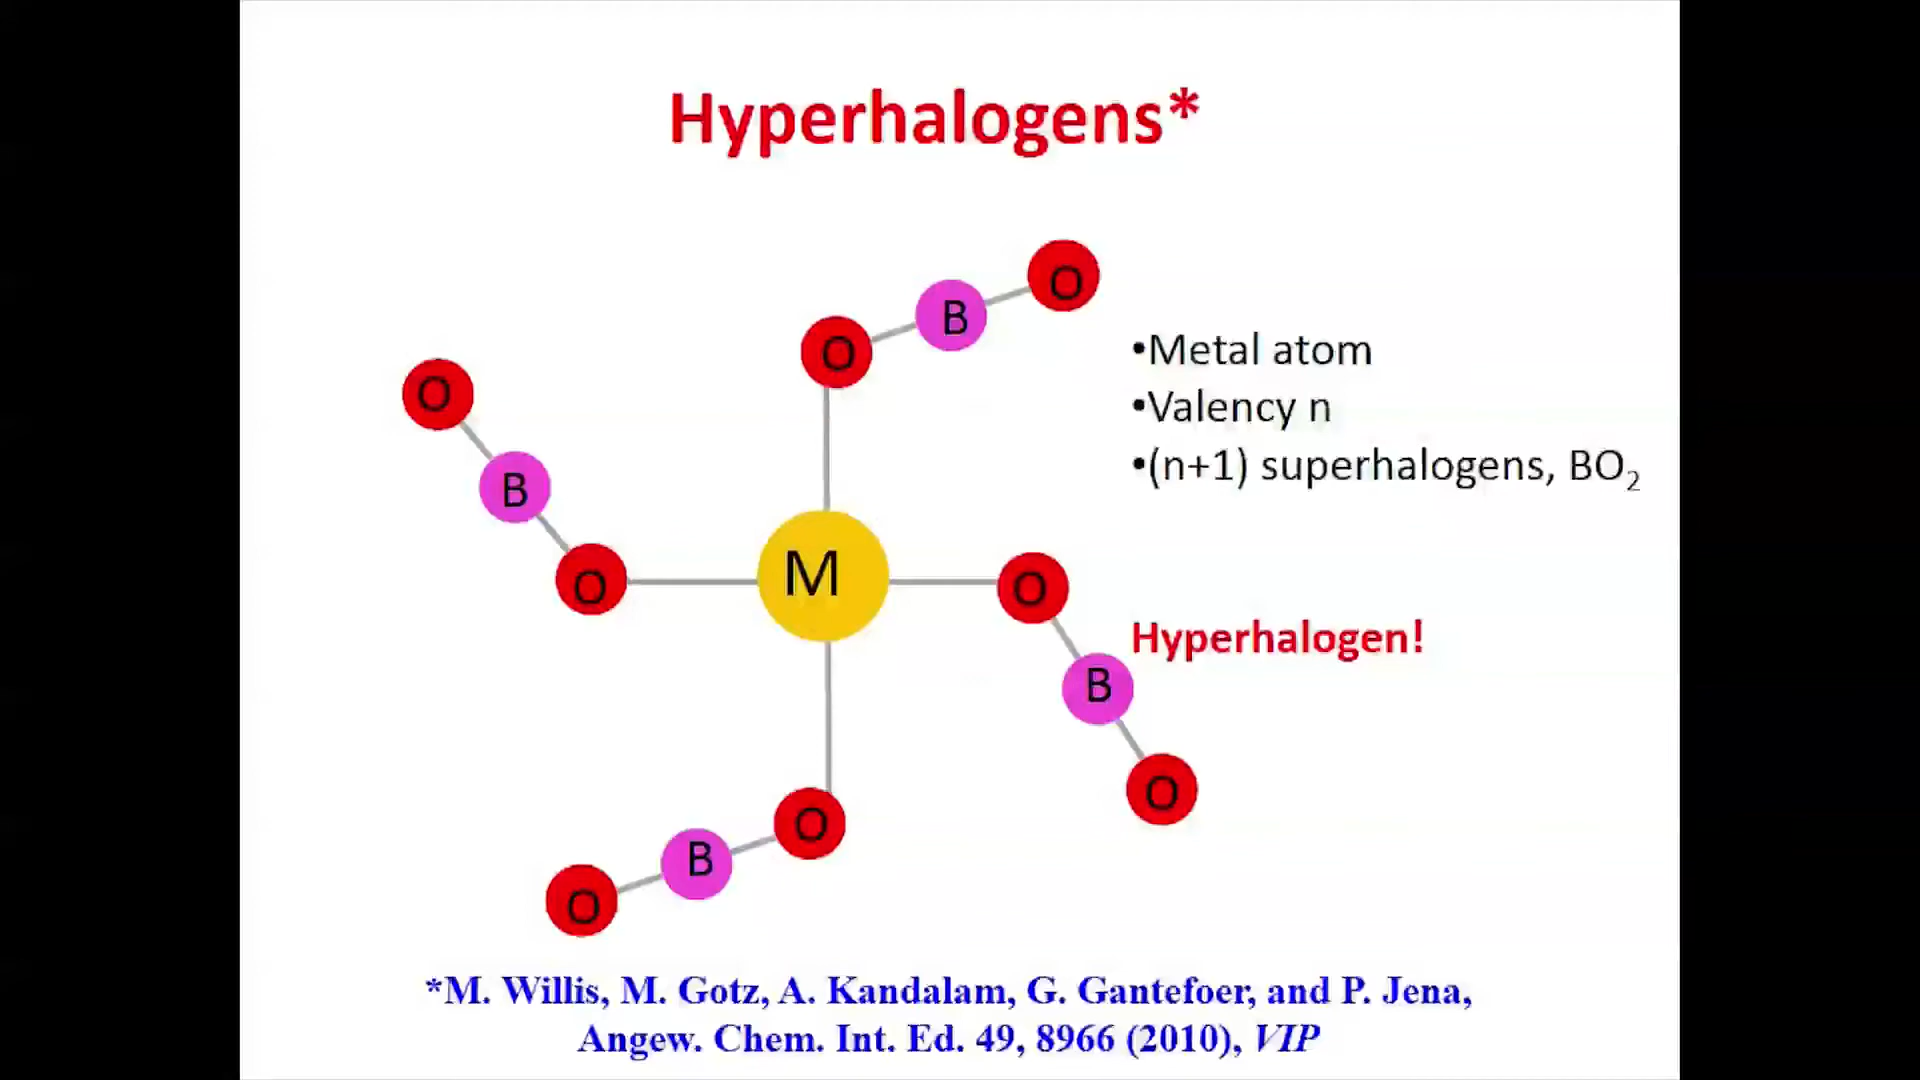 Hyperhalogens*
O
B
O
•Metal atom
O
•Valency n
B
•(n+1) superhalogens, BO₂
O
M
O
Hyperhalogen!
B
O
O
B
O
*M. Willis, M. Gotz, A. Kandalam, G. Gantefoer, and P. Jena,
Angew. Chem. Int. Ed. 49, 8966 (2010), VIP